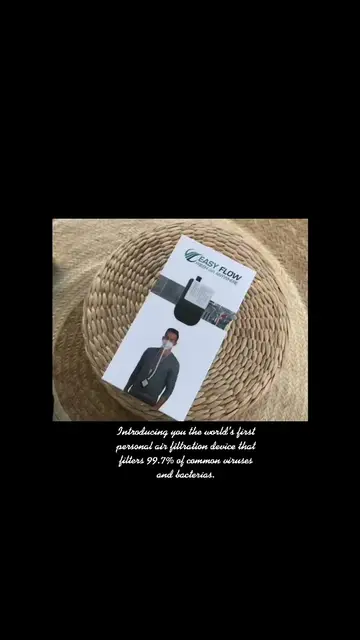 EASY FLOW
Introducing you the world's first
personal air filtration device that
filters 99.7% of common viruses
and bacterias.